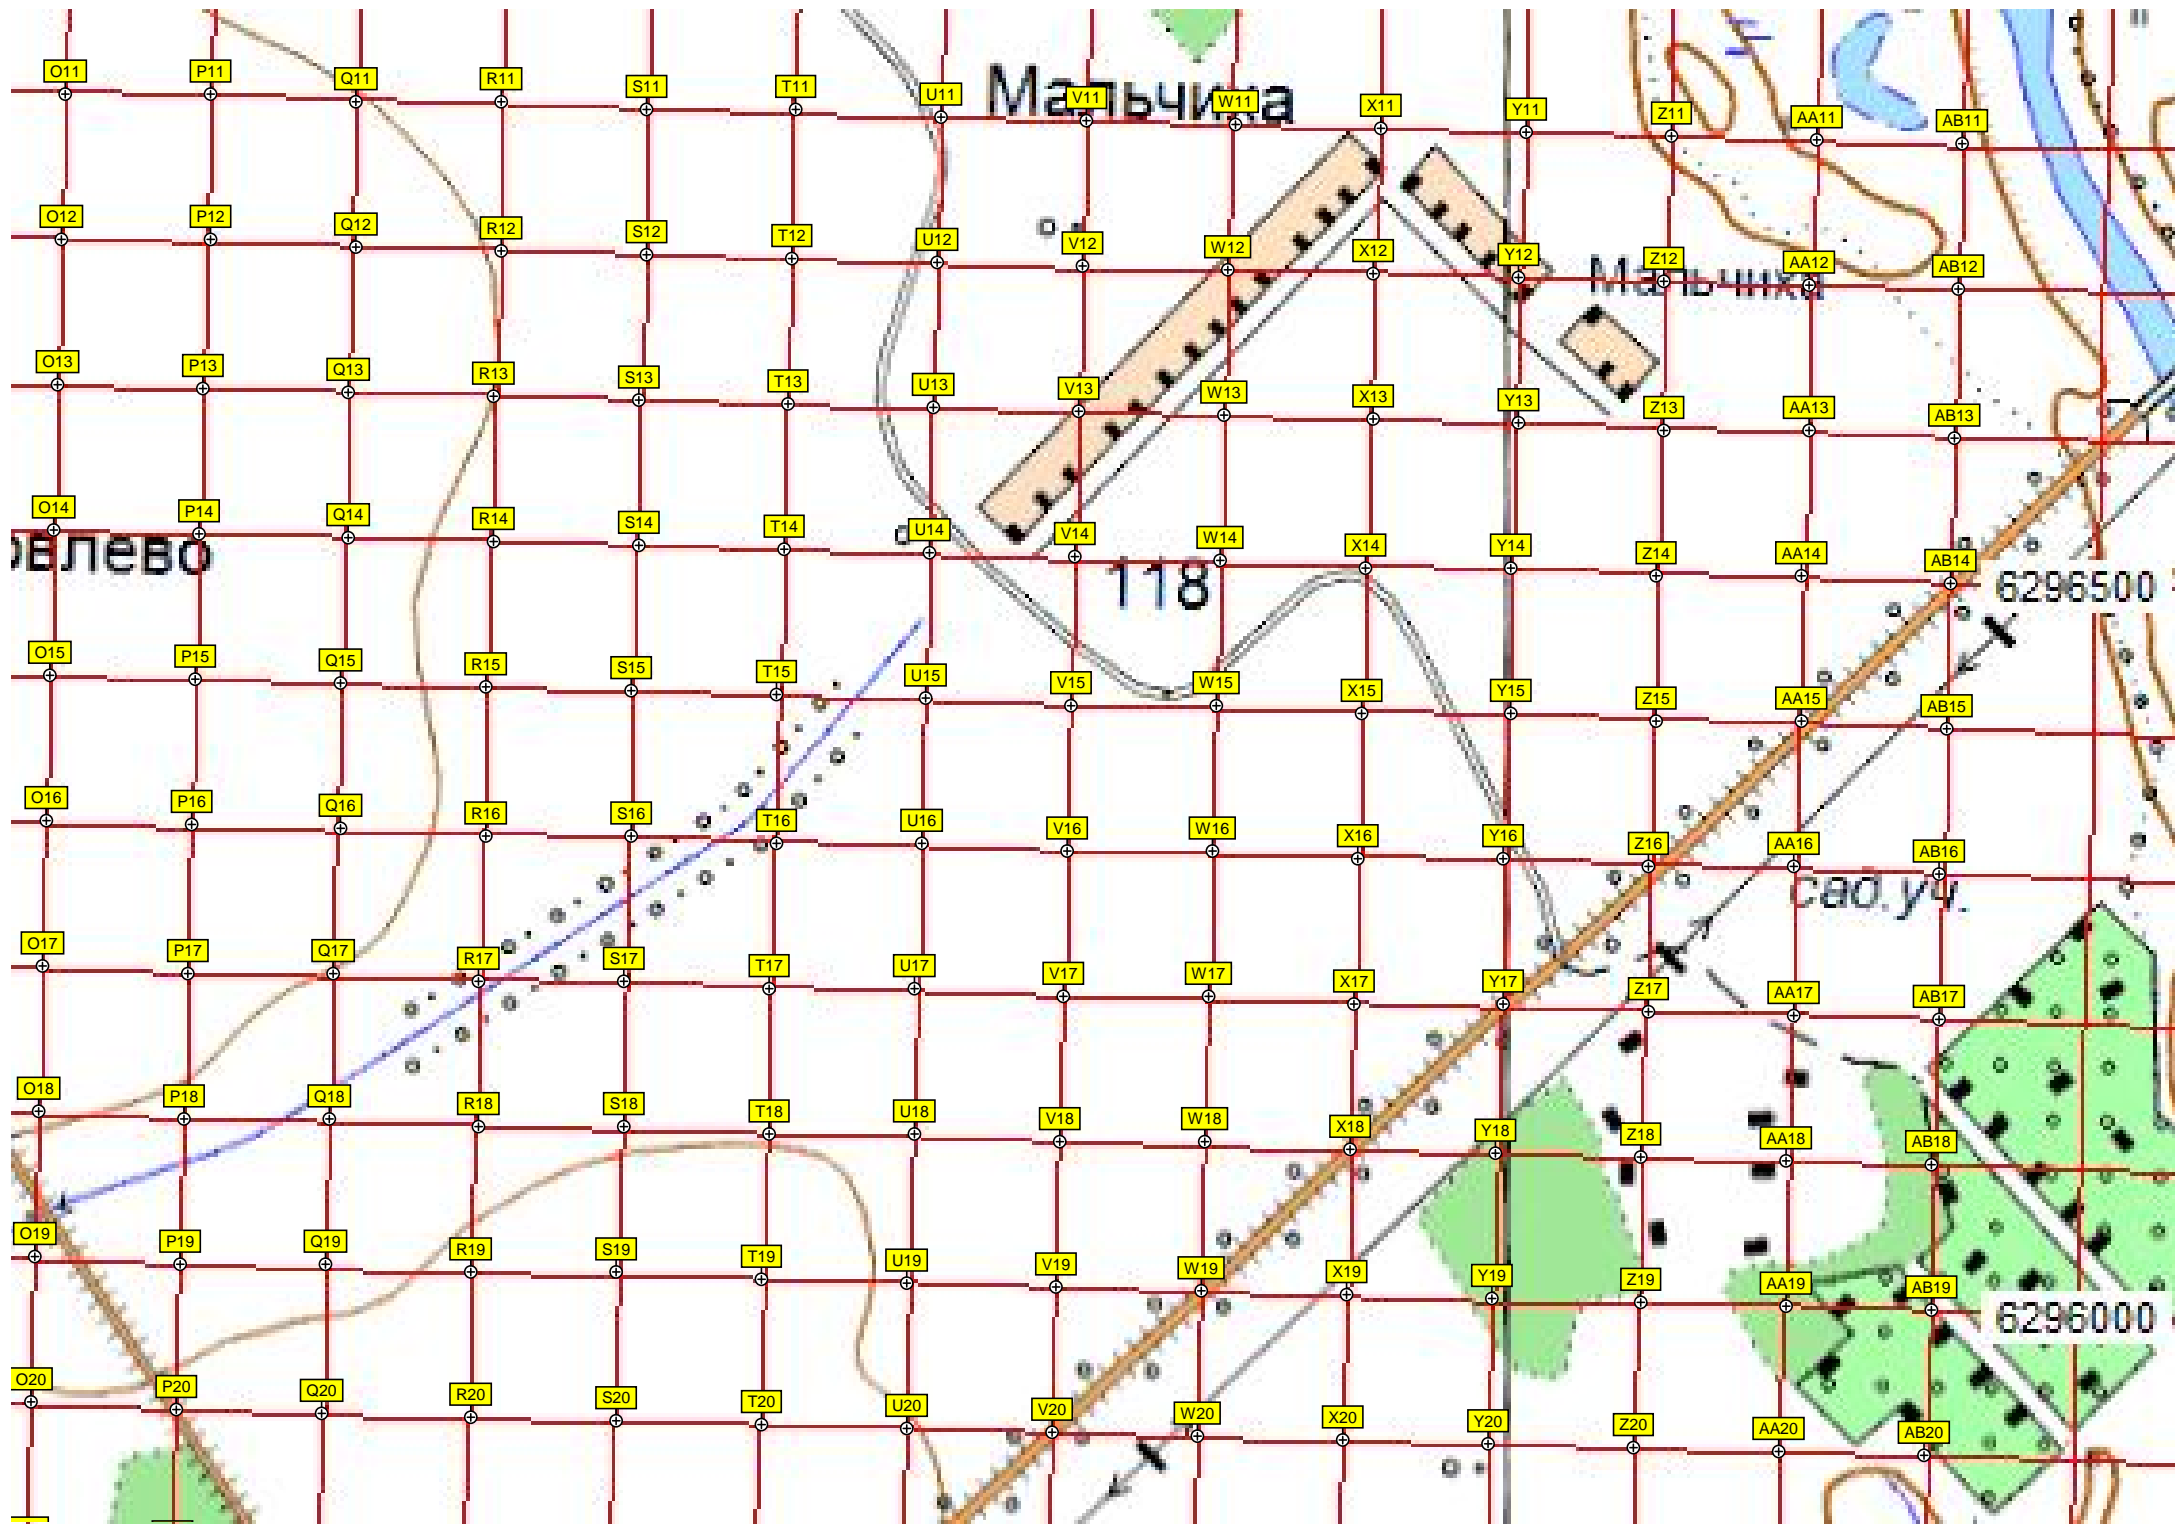 O11 P11 Q11 R11 S11 T11 U11 Мальчиха V11 W11 X11 Y11 Z11 AA11 AB11
O12 P12 Q12 R12 S12 T12 U12 V12 W12 X12 Y12 Z12 AA12 AB12
Мальчиха
O13 P13 Q13 R13 S13 T13 U13 V13 W13 X13 Y13 Z13 AA13 AB13
O14 P14 Q14 R14 S14 T14 U14 V14 W14 X14 Y14 Z14 AA14 AB14
овлево 118 6296500
O15 P15 Q15 R15 S15 T15 U15 V15 W15 X15 Y15 Z15 AA15 AB15
O16 P16 Q16 R16 S16 T16 U16 V16 W16 X16 Y16 Z16 AA16 AB16
сад.уч.
O17 P17 Q17 R17 S17 T17 U17 V17 W17 X17 Y17 Z17 AA17 AB17
O18 P18 Q18 R18 S18 T18 U18 V18 W18 X18 Y18 Z18 AA18 AB18
O19 P19 Q19 R19 S19 T19 U19 V19 W19 X19 Y19 Z19 AA19 AB19
6296000
O20 P20 Q20 R20 S20 T20 U20 V20 W20 X20 Y20 Z20 AA20 AB20